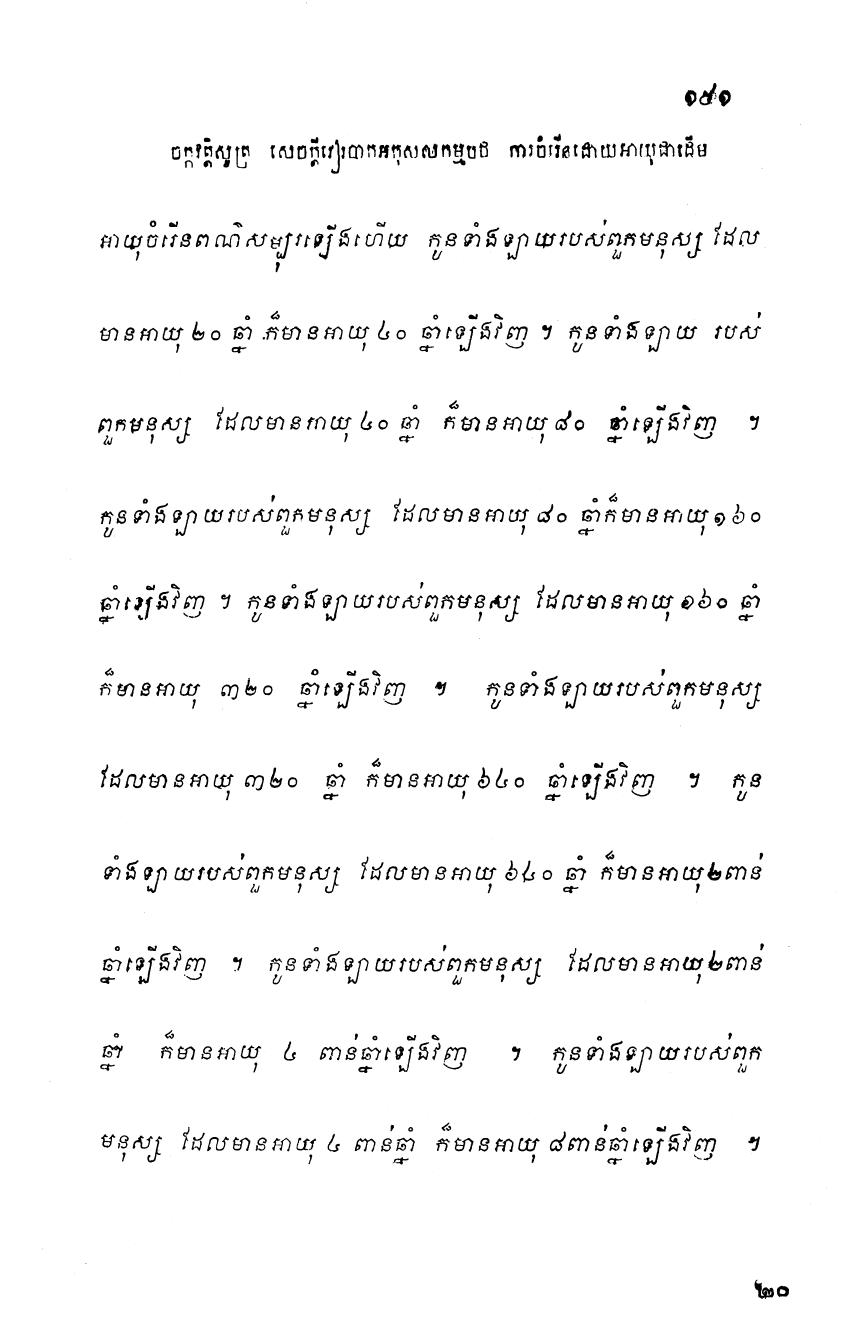 ១៥១
ចក្កវត្តិសូត្រ សេចក្តីវៀរចាកអកុសលកម្មបថ ការចំរើនដោយអាយុជាដើម
អាយុចំរើនពណ៌សម្បុរឡើងហើយ កូនទាំងឡាយរបស់ពួកមនុស្ស ដែល
មានអាយុ ២០ ឆ្នាំ ក៏មានអាយុ ៤០ ឆ្នាំឡើងវិញ ។ កូនទាំងឡាយ របស់
ពួកមនុស្ស ដែលមានអាយុ ៤០ ឆ្នាំ ក៏មានអាយុ ៨០ ឆ្នាំឡើងវិញ ។
កូនទាំងឡាយរបស់ពួកមនុស្ស ដែលមានអាយុ ៨០ ឆ្នាំក៏មានអាយុ ១៦០
ឆ្នាំឡើងវិញ ។ កូនទាំងឡាយរបស់ពួកមនុស្ស ដែលមានអាយុ ១៦០ ឆ្នាំ
ក៏មានអាយុ ៣២០ ឆ្នាំឡើងវិញ ។ កូនទាំងឡាយរបស់ពួកមនុស្ស
ដែលមានអាយុ ៣២០ ឆ្នាំ ក៏មានអាយុ ៦៤០ ឆ្នាំឡើងវិញ ។ កូន
ទាំងឡាយរបស់ពួកមនុស្ស ដែលមានអាយុ ៦៤០ ឆ្នាំ ក៏មានអាយុ២ពាន់
ឆ្នាំឡើងវិញ ។ កូនទាំងឡាយរបស់ពួកមនុស្ស ដែលមានអាយុ២ពាន់
ឆ្នាំ ក៏មានអាយុ ៤ ពាន់ឆ្នាំឡើងវិញ ។ កូនទាំងឡាយរបស់ពួក
មនុស្ស ដែលមានអាយុ ៤ ពាន់ឆ្នាំ ក៏មានអាយុ ៨ពាន់ឆ្នាំឡើងវិញ ។
២០